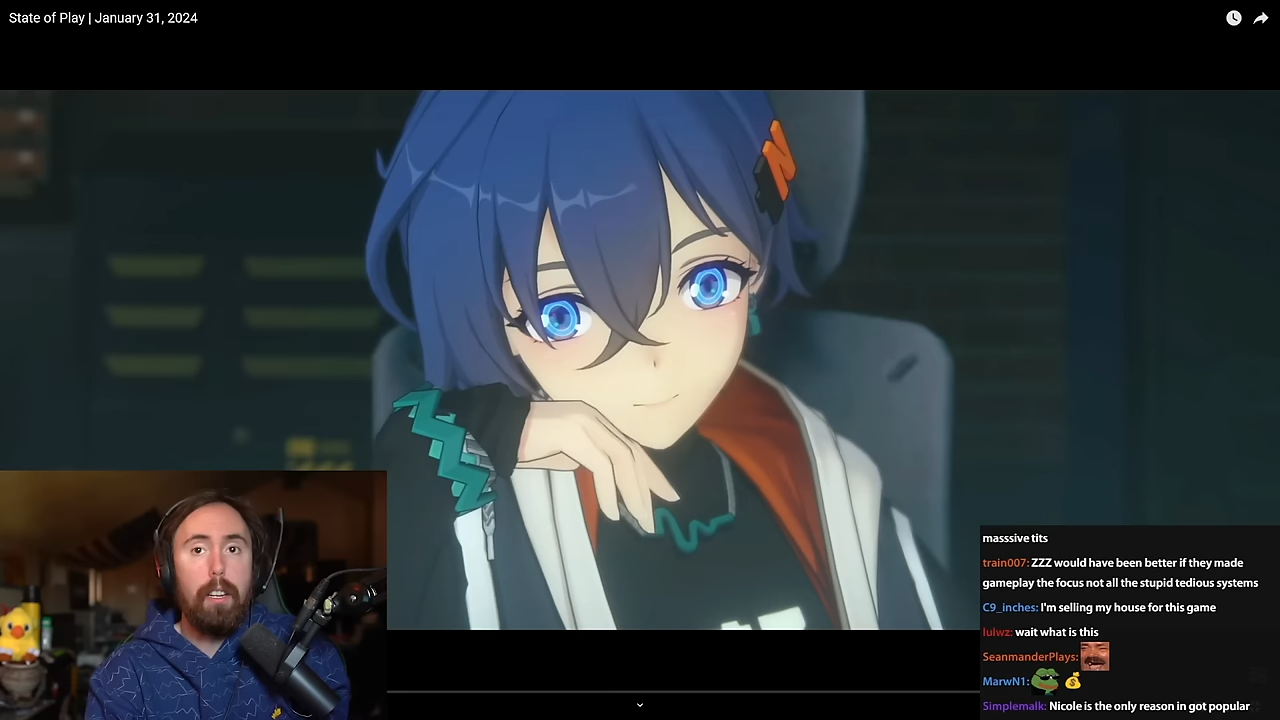 State of Play | January 31, 2024
masssive tits
train007: ZZZ would have been better if they made
gameplay the focus not all the stupid tedious systems
C9_inches: I'm selling my house for this game
lulwz: wait what is this
SeanmanderPlays:
MarwN1:
Simplemalk: Nicole is the only reason in got popular